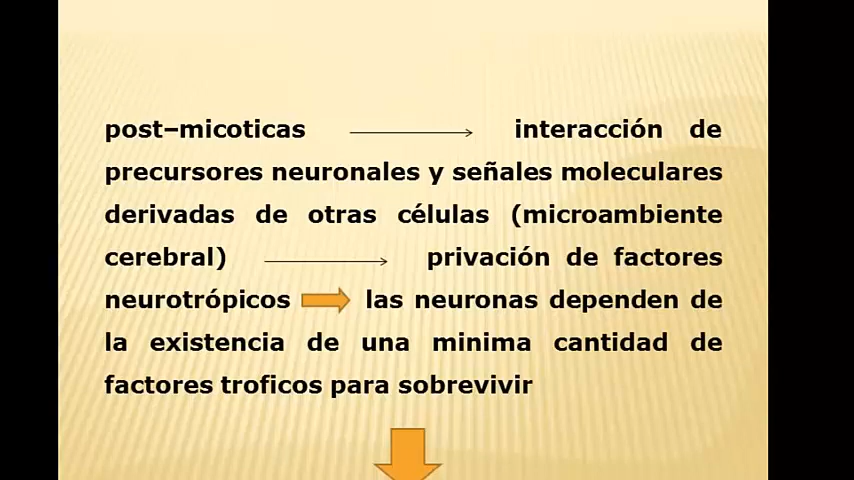 post–micoticas interacción de
precursores neuronales y señales moleculares
derivadas de otras células (microambiente
cerebral) privación de factores
neurotrópicos las neuronas dependen de
la existencia de una minima cantidad de
factores troficos para sobrevivir